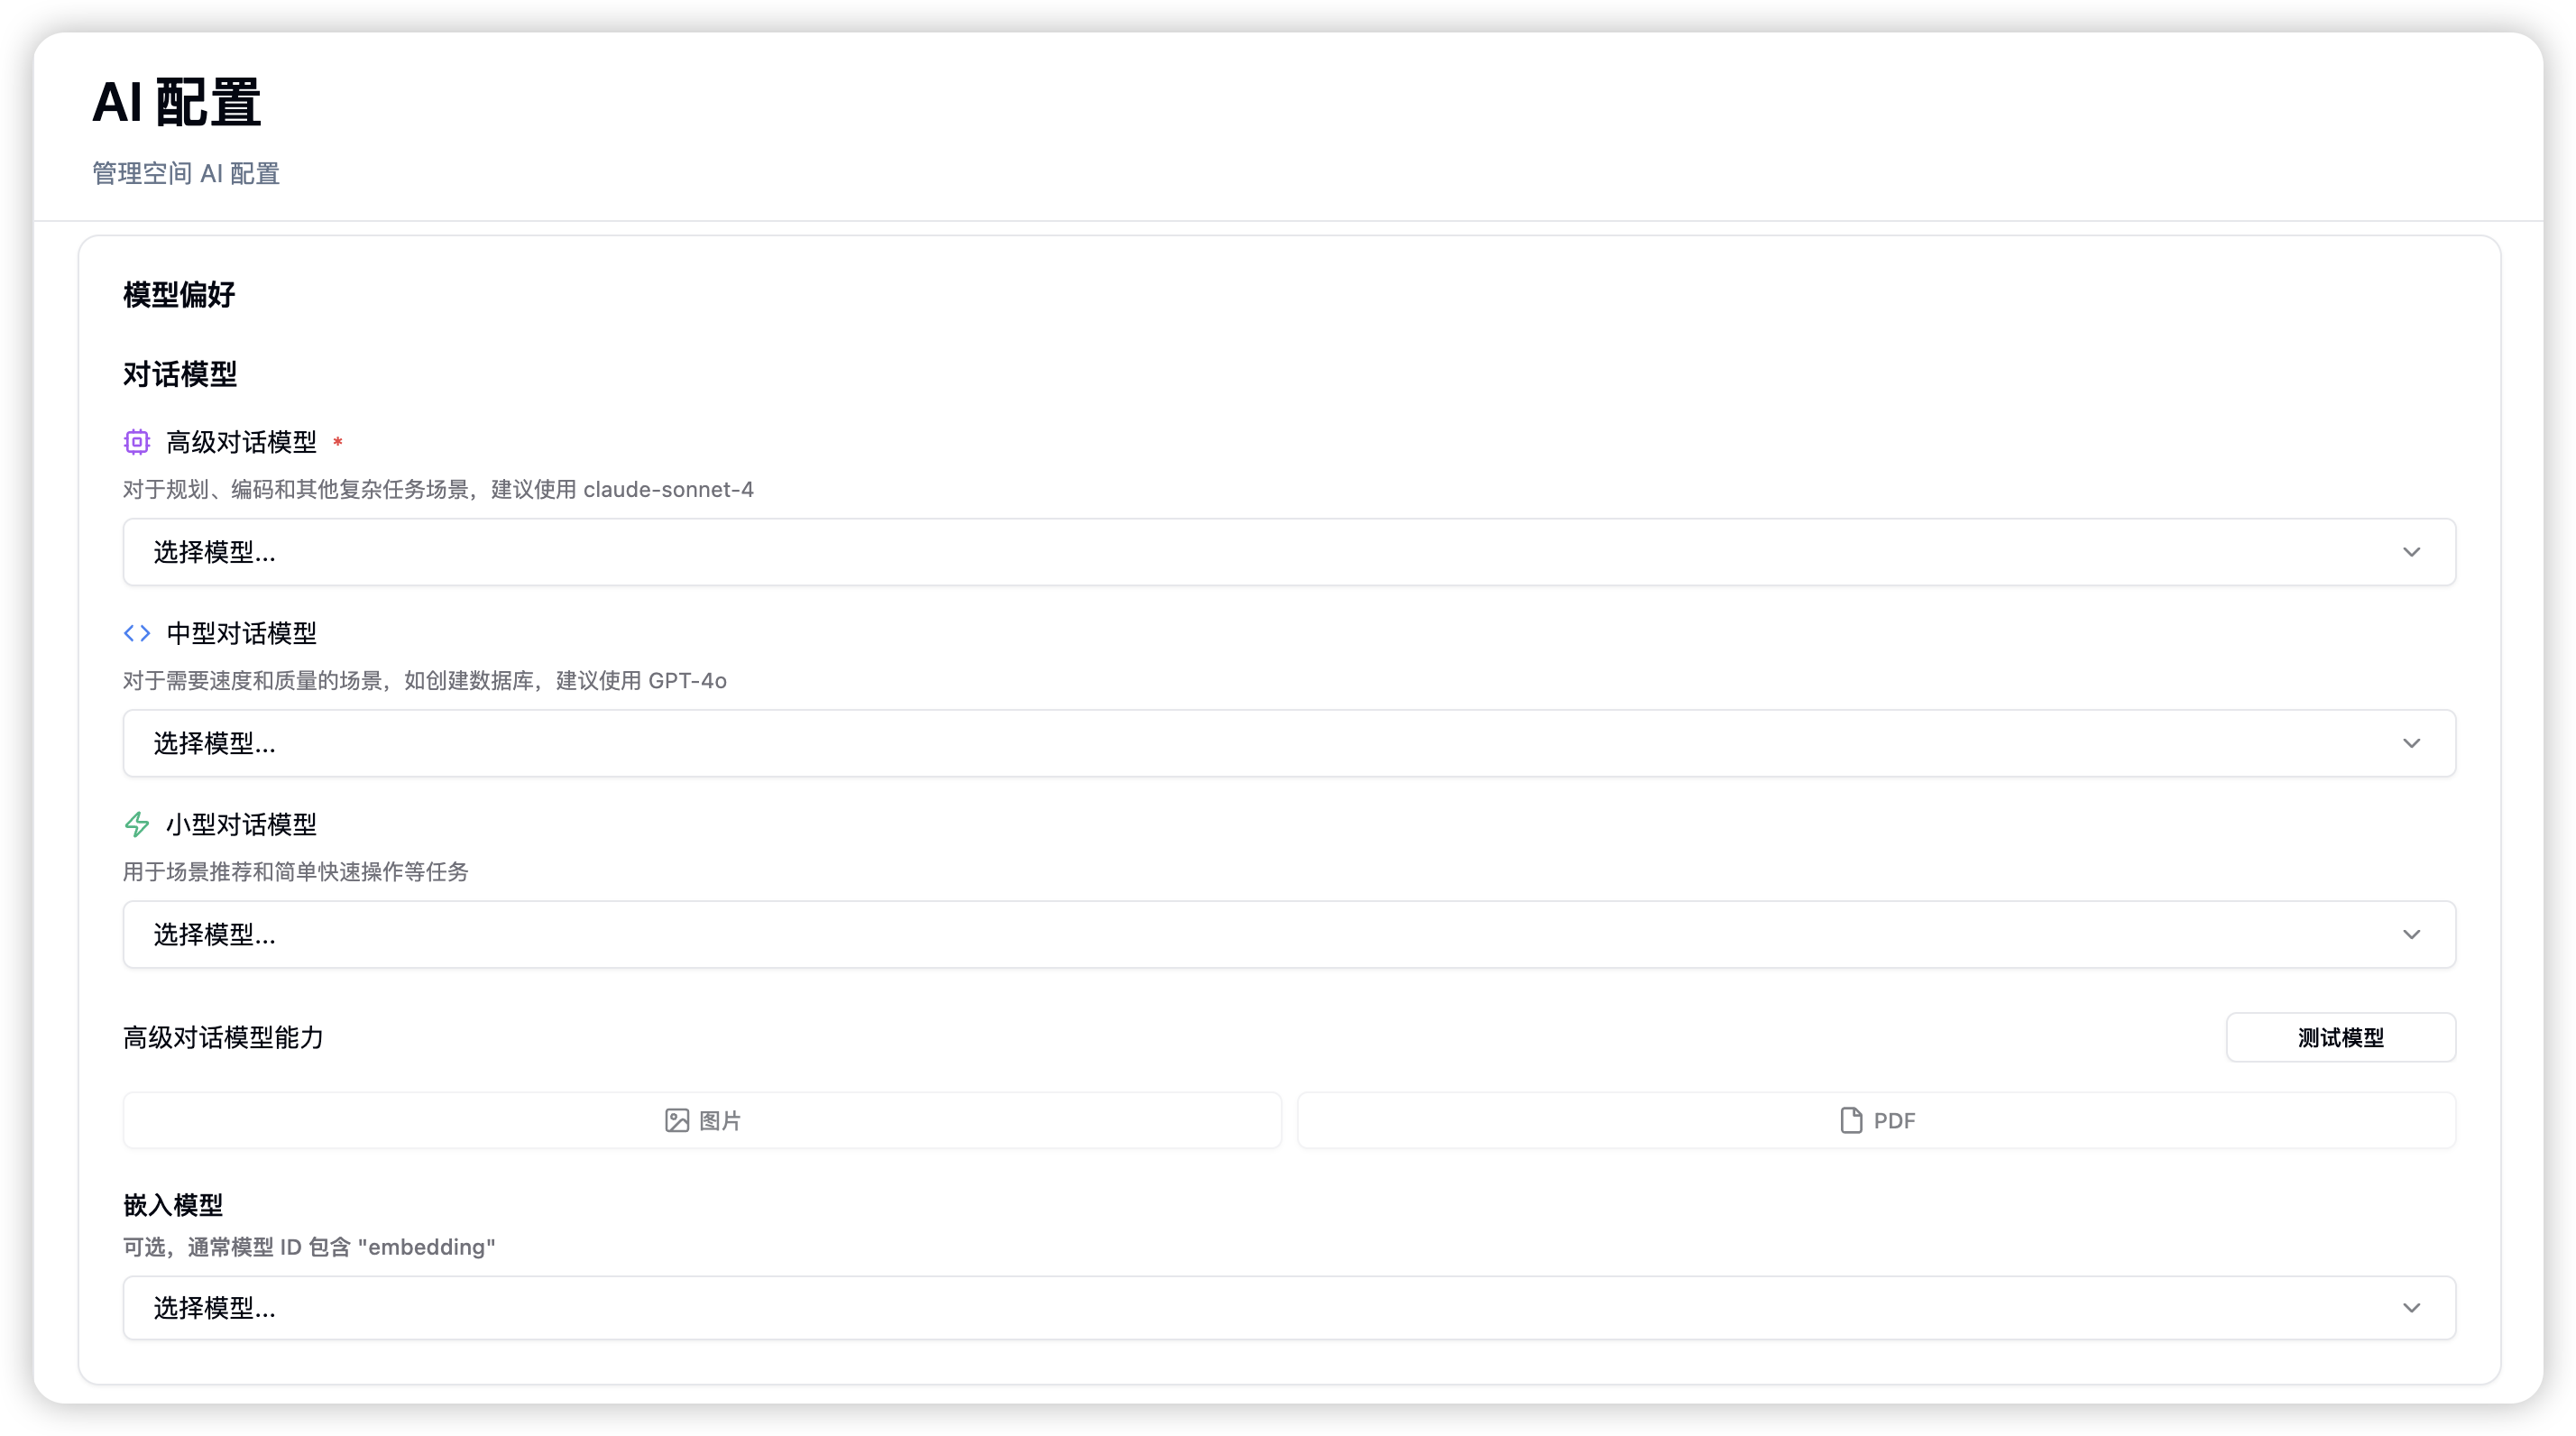 AI 配置
管理空间 AI 配置
模型偏好
对话模型
高级对话模型 *
对于规划、编码和其他复杂任务场景，建议使用 claude-sonnet-4
选择模型...
中型对话模型
对于需要速度和质量的场景，如创建数据库，建议使用 GPT-4o
选择模型...
小型对话模型
用于场景推荐和简单快速操作等任务
选择模型...
高级对话模型能力
测试模型
图片
PDF
嵌入模型
可选，通常模型 ID 包含 "embedding"
选择模型...